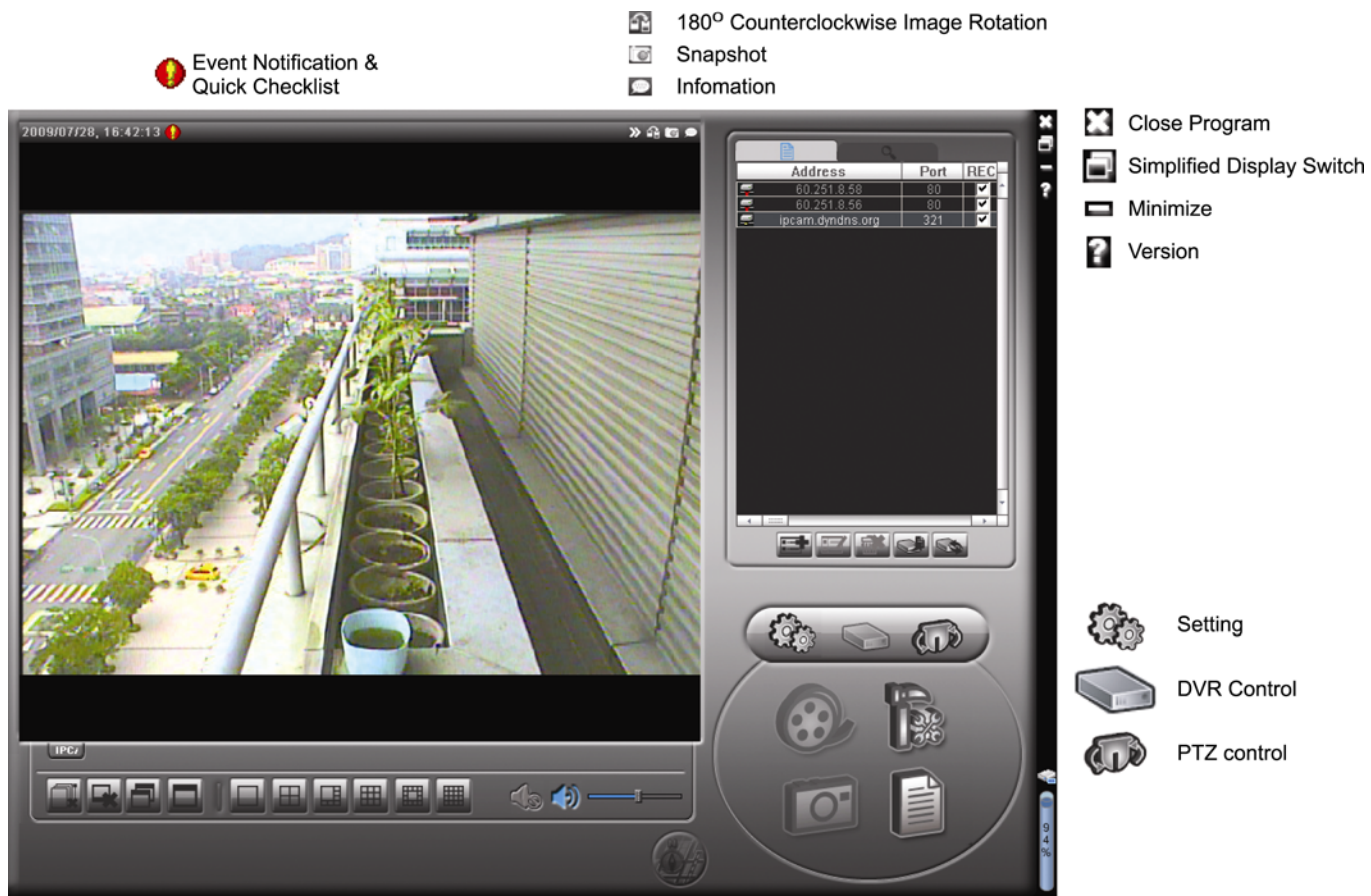 180° Counterclockwise Image Rotation
Snapshot
Infomation
Event Notification &
Quick Checklist
2009/07/28, 16:42:13
Close Program
Simplified Display Switch
Minimize
Version
Address Port REC
60.251.8.58 80
60.251.8.56 80
ipcam.dyndns.org 321
Setting
DVR Control
PTZ control
94%